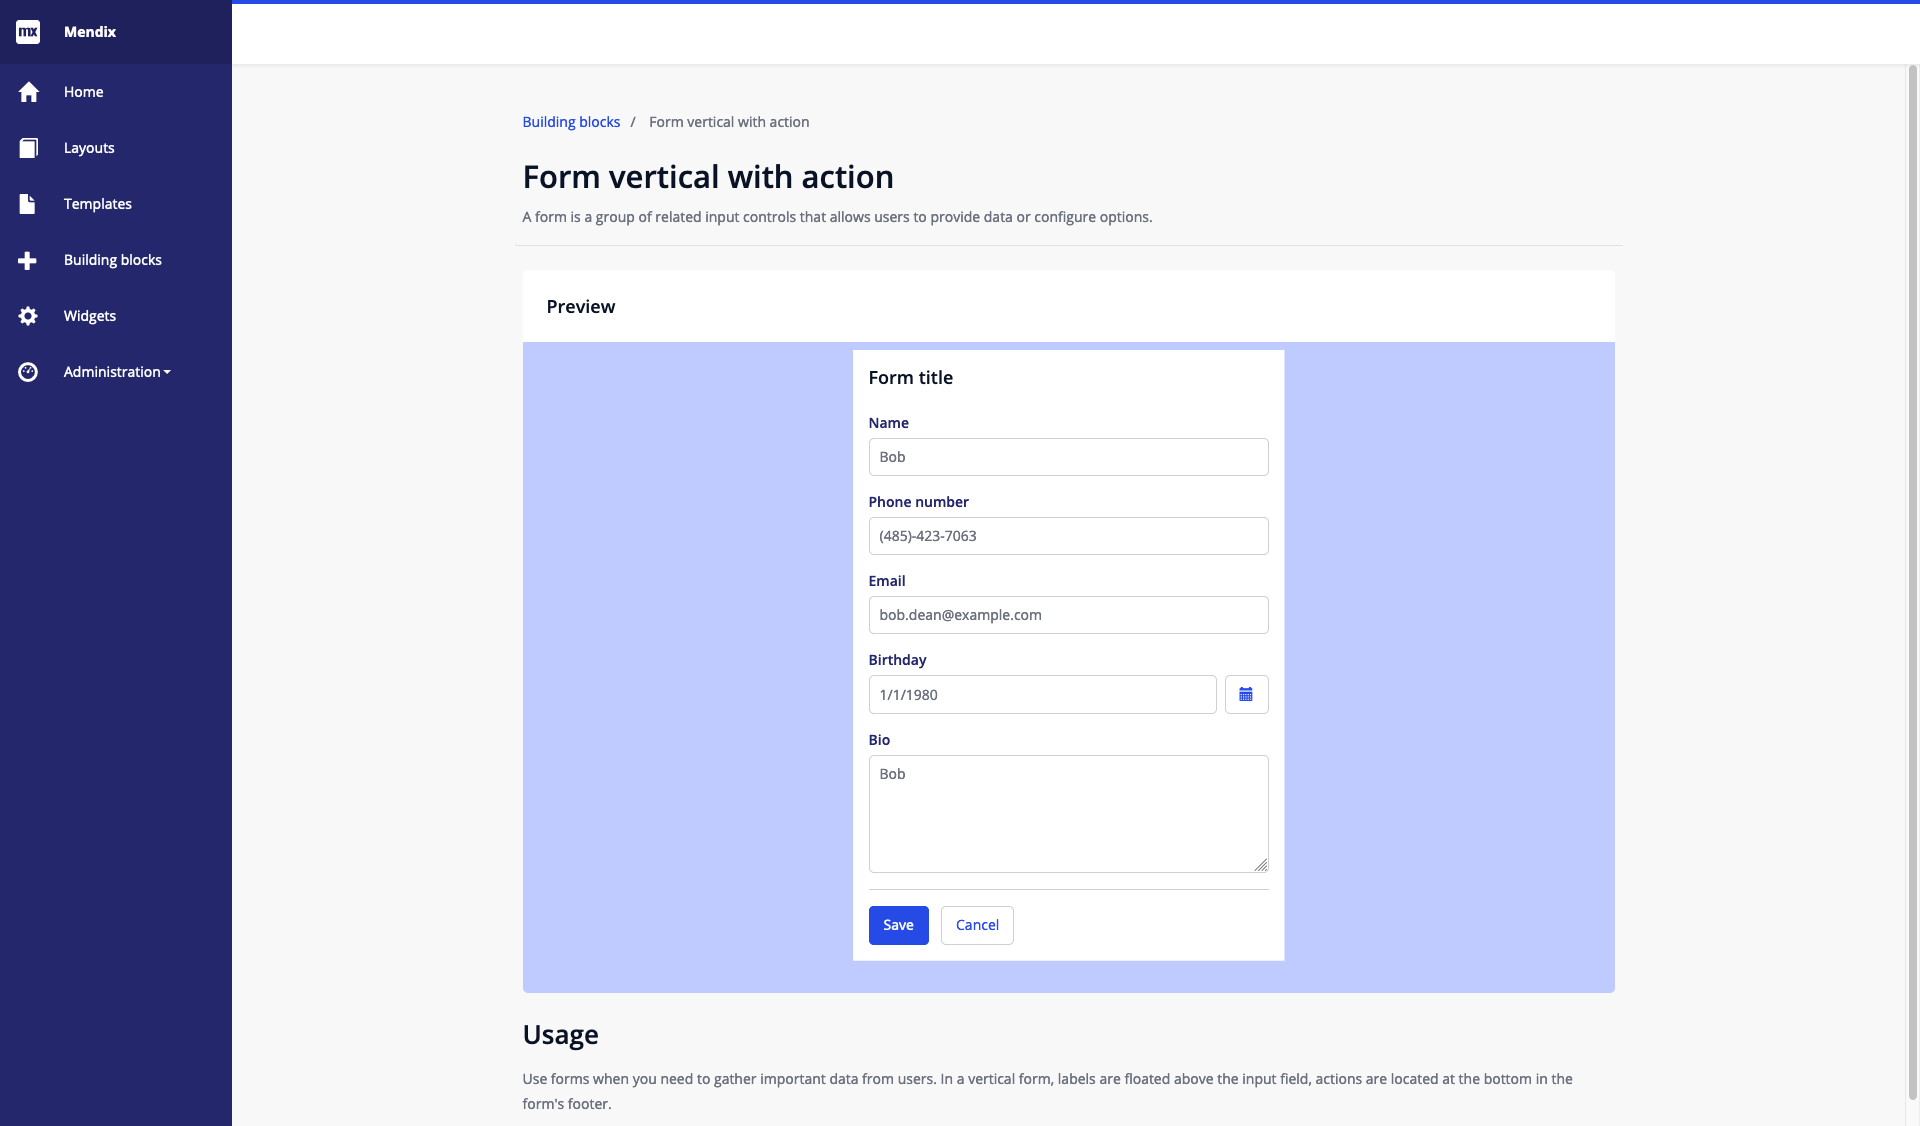 mx Mendix
Home
Layouts
Templates
Building blocks
Widgets
Administration
Building blocks / Form vertical with action
Form vertical with action
A form is a group of related input controls that allows users to provide data or configure options.
Preview
Form title
Name
Bob
Phone number
(485)-423-7063
Email
bob.dean@example.com
Birthday
1/1/1980
Bio
Bob
Save Cancel
Usage
Use forms when you need to gather important data from users. In a vertical form, labels are floated above the input field, actions are located at the bottom in the
form's footer.